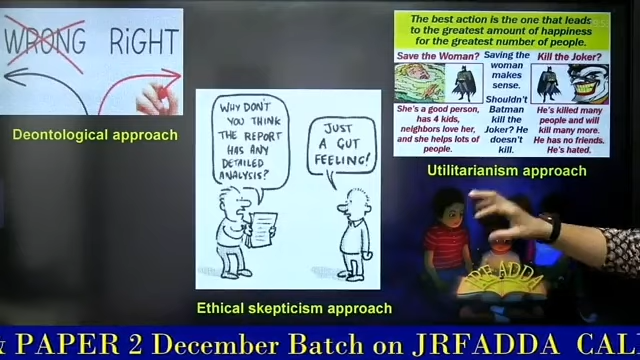 WRONG RiGHT
Deontological approach
WHY DON'T
YOU THINK
THE REPORT
HAS ANY
DETAILED
ANALYSIS?
JUST
A GUT
FEELING!
Ethical skepticism approach
The best action is the one that leads
to the greatest amount of happiness
for the greatest number of people.
Save the Woman?
She's a good person,
has 4 kids,
neighbors love her,
and she helps lots of
people.
Saving the
woman
makes
sense.
Shouldn't
Batman
kill the
Joker? He
doesn't
kill.
Kill the Joker?
He's killed many
people and will
kill many more.
He has no friends.
He's hated.
Utilitarianism approach
JRF ADDA
& PAPER 2 December Batch on JRFADDA CAL